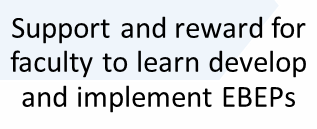 Support and reward for
faculty to learn develop
and implement EBEPs